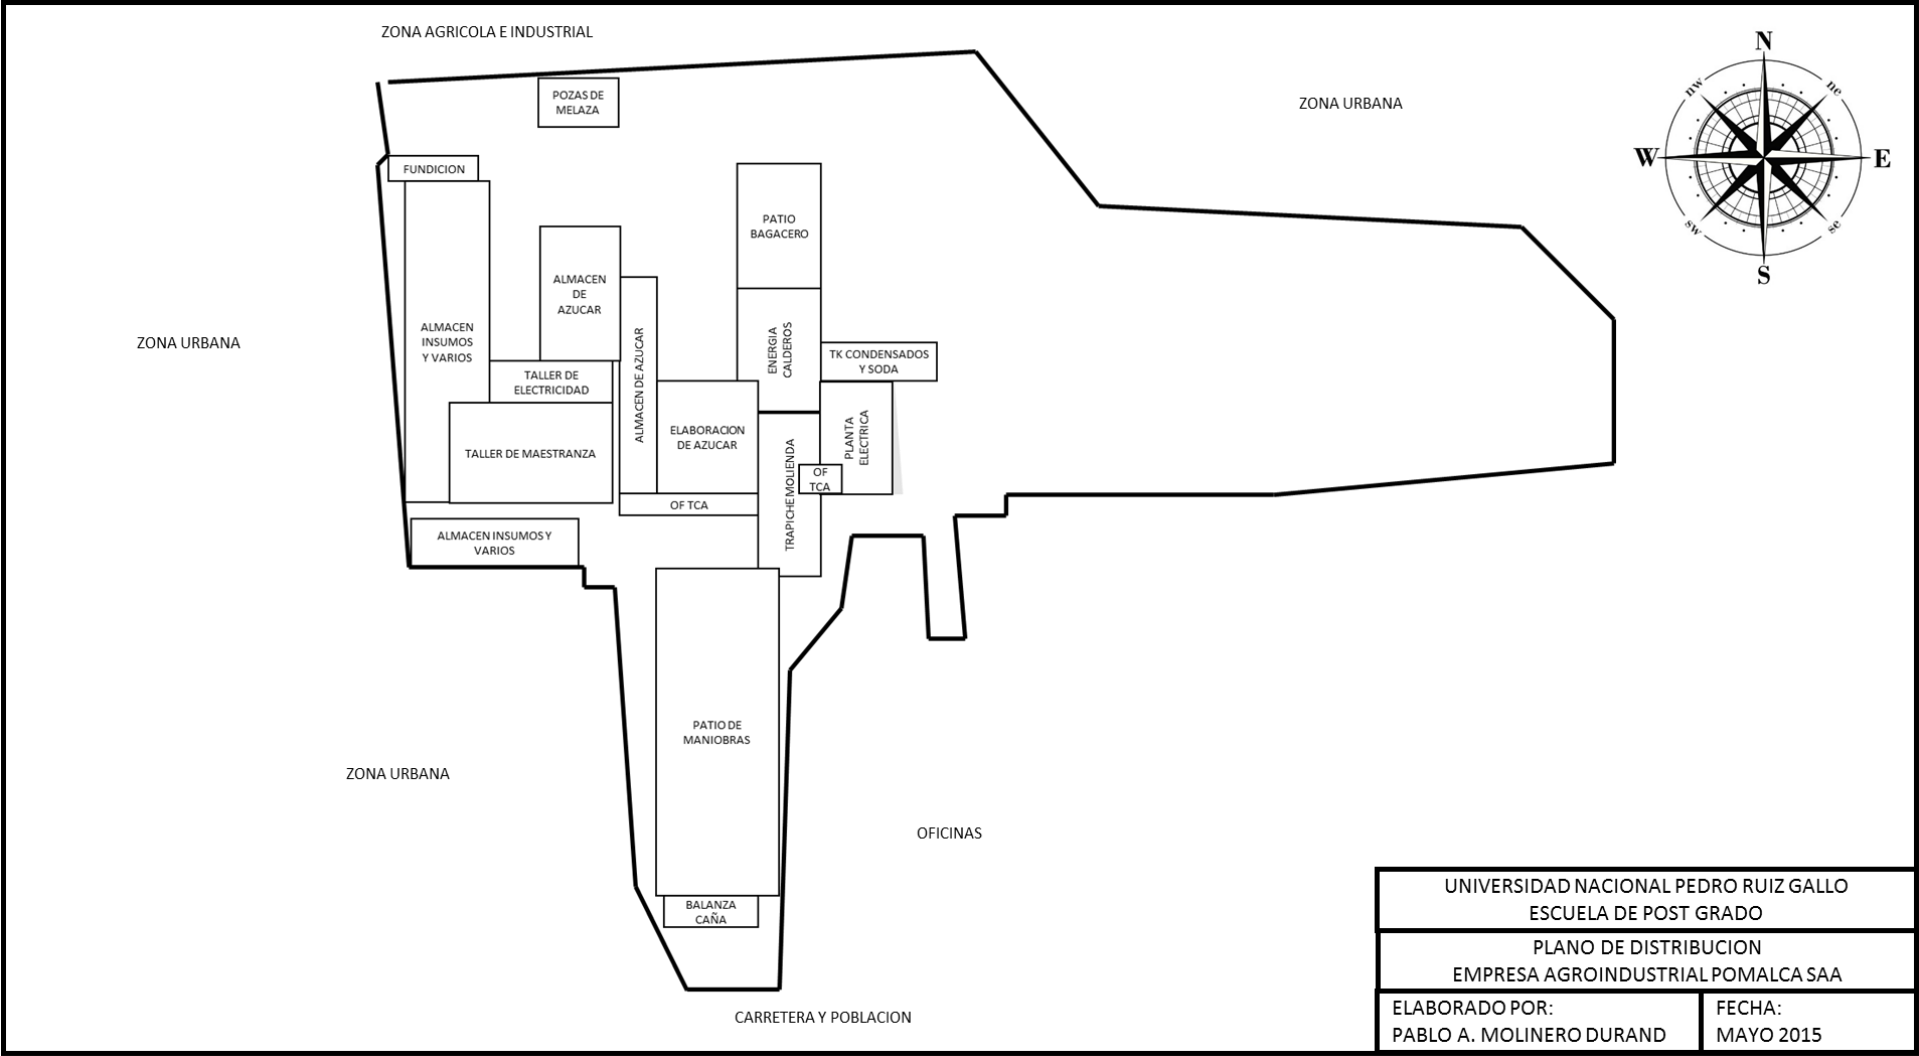 ZONA AGRICOLA E INDUSTRIAL
N
nw
ne
W
E
sw
se
S
ZONA URBANA
POZAS DE
MELAZA
FUNDICION
PATIO
BAGACERO
ALMACEN
DE
AZUCAR
ALMACEN
INSUMOS
Y VARIOS
ZONA URBANA
ENERGIA
CALDEROS
TK CONDENSADOS
Y SODA
TALLER DE
ELECTRICIDAD
ALMACEN DE AZUCAR
ELABORACION
DE AZUCAR
PLANTA
ELECTRICA
TALLER DE MAESTRANZA
TRAPICHE MOLIENDA
OF
TCA
OF TCA
ALMACEN INSUMOS Y
VARIOS
PATIO DE
MANIOBRAS
ZONA URBANA
OFICINAS
BALANZA
CAÑA
CARRETERA Y POBLACION
UNIVERSIDAD NACIONAL PEDRO RUIZ GALLO
ESCUELA DE POST GRADO
PLANO DE DISTRIBUCION
EMPRESA AGROINDUSTRIAL POMALCA SAA
ELABORADO POR:
PABLO A. MOLINERO DURAND
FECHA:
MAYO 2015